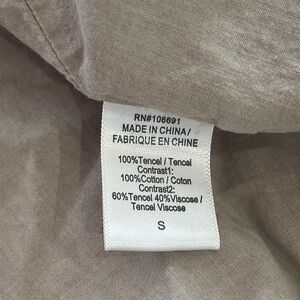 RN#106691
MADE IN CHINA/
FABRIQUE EN CHINE
100%Tencel / Tencel
Contrast1:
100%Cotton / Coton
Contrast2:
60%Tencel 40%Viscose /
Tencel Viscose
S